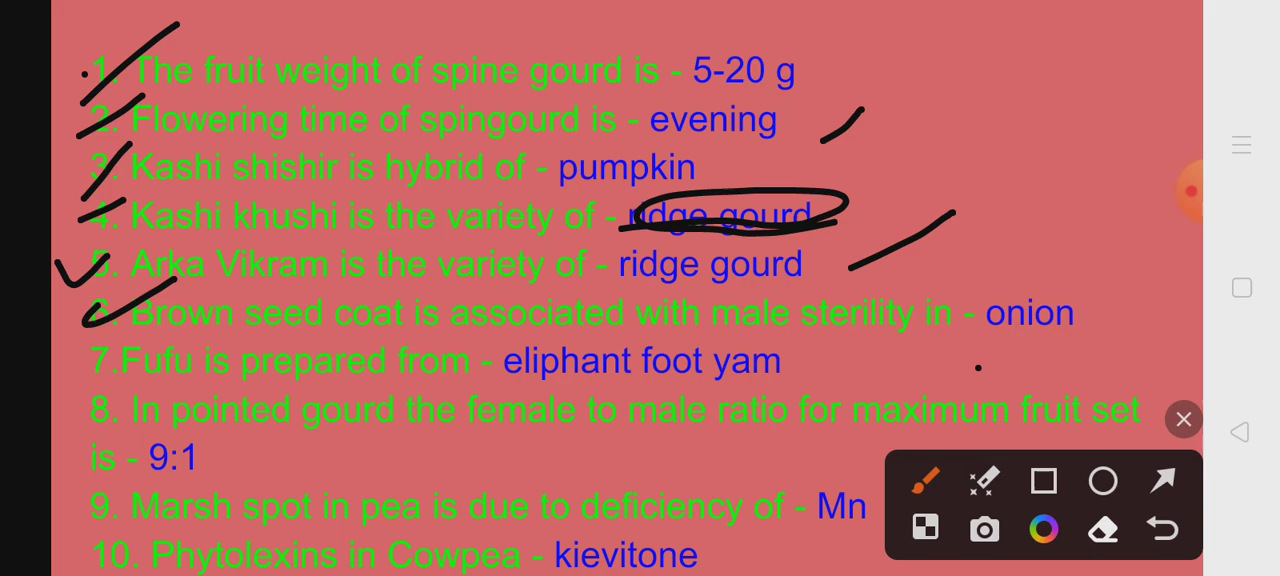 1. The fruit weight of spine gourd is - 5-20 g
2. Flowering time of spingourd is - evening
3. Kashi shishir is hybrid of - pumpkin
4. Kashi khushi is the variety of - ridge gourd
5. Arka Vikram is the variety of - ridge gourd
6. Brown seed coat is associated with male sterility in - onion
7.Fufu is prepared from - eliphant foot yam
8. In pointed gourd the female to male ratio for maximum fruit set
is - 9:1
9. Marsh spot in pea is due to deficiency of - Mn
10. Phytolexins in Cowpea - kievitone